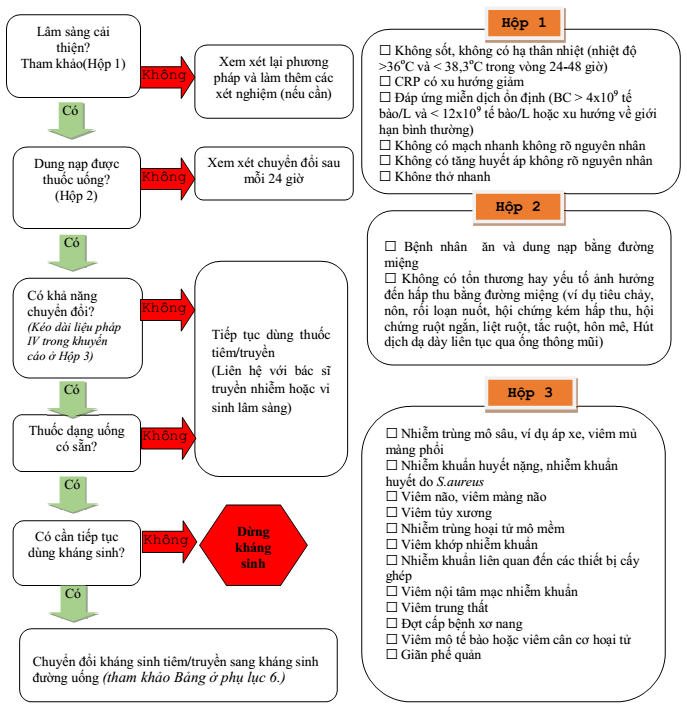 Lâm sàng cải
thiện?
Tham khảo(Hộp 1)
Không
Xem xét lại phương
pháp và làm thêm các
xét nghiệm (nếu cần)
Có
Dung nạp được
thuốc uống?
(Hộp 2)
Không
Xem xét chuyển đổi sau
mỗi 24 giờ
Có
Có khả năng
chuyển đổi?
(Kéo dài liệu pháp
IV trong khuyến
cáo ở Hộp 3)
Không
Tiếp tục dùng thuốc
tiêm/truyền
(Liên hệ với bác sĩ
truyền nhiễm hoặc vi
sinh lâm sàng)
Có
Thuốc dạng uống
có sẵn?
Không
Có
Có cần tiếp tục
dùng kháng sinh?
Không
Dừng
kháng
sinh
Có
Chuyển đổi kháng sinh tiêm/truyền sang kháng sinh
đường uống (tham khảo Bảng ở phụ lục 6.)
Hộp 1
☐ Không sốt, không có hạ thân nhiệt (nhiệt độ
>36°C và < 38,3°C trong vòng 24-48 giờ)
☐ CRP có xu hướng giảm
☐ Đáp ứng miễn dịch ổn định (BC > 4x10⁹ tế
bào/L và < 12x10⁹ tế bào/L hoặc xu hướng về giới
hạn bình thường)
☐ Không có mạch nhanh không rõ nguyên nhân
☐ Không có tăng huyết áp không rõ nguyên nhân
☐ Không thở nhanh
Hộp 2
☐ Bệnh nhân ăn và dung nạp bằng đường
miệng
☐ Không có tổn thương hay yếu tố ảnh hưởng
đến hấp thu bằng đường miệng (ví dụ tiêu chảy,
nôn, rối loạn nuốt, hội chứng kém hấp thu, hội
chứng ruột ngắn, liệt ruột, tắc ruột, hôn mê, Hút
dịch dạ dày liên tục qua ống thông mũi)
Hộp 3
☐ Nhiễm trùng mô sâu, ví dụ áp xe, viêm mủ
màng phổi
☐ Nhiễm khuẩn huyết nặng, nhiễm khuẩn
huyết do S.aureus
☐ Viêm não, viêm màng não
☐ Viêm tủy xương
☐ Nhiễm trùng hoại tử mô mềm
☐ Viêm khớp nhiễm khuẩn
☐ Nhiễm khuẩn liên quan đến các thiết bị cấy
ghép
☐ Viêm nội tâm mạc nhiễm khuẩn
☐ Viêm trung thất
☐ Đợt cấp bệnh xơ nang
☐ Viêm mô tế bào hoặc viêm cân cơ hoại tử
☐ Giãn phế quản